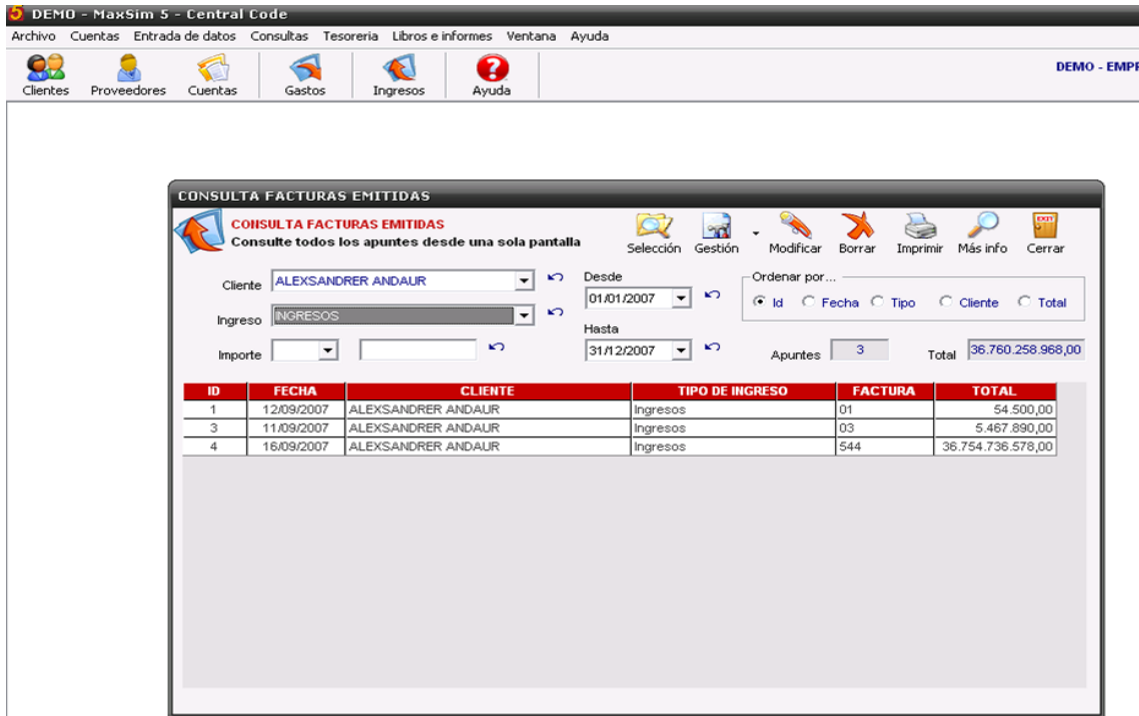 5 DEMO - MaxSim 5 - Central Code
Archivo Cuentas Entrada de datos Consultas Tesoreria Libros e informes Ventana Ayuda
Clientes Proveedores Cuentas Gastos Ingresos Ayuda
DEMO - EMPR
CONSULTA FACTURAS EMITIDAS
CONSULTA FACTURAS EMITIDAS
Consulte todos los apuntes desde una sola pantalla
Selección Gestión Modificar Borrar Imprimir Más info EXIT Cerrar
Cliente ALEXSANDRER ANDAUR
Desde
01/01/2007
Ordenar por...
Id Fecha Tipo Cliente Total
Ingreso INGRESOS
Hasta
31/12/2007
Importe
Apuntes 3 Total 36.760.258.968,00
ID FECHA CLIENTE TIPO DE INGRESO FACTURA TOTAL
1 12/09/2007 ALEXSANDRER ANDAUR Ingresos 01 54.500,00
3 11/09/2007 ALEXSANDRER ANDAUR Ingresos 03 5.467.890,00
4 16/09/2007 ALEXSANDRER ANDAUR Ingresos 544 36.754.736.578,00